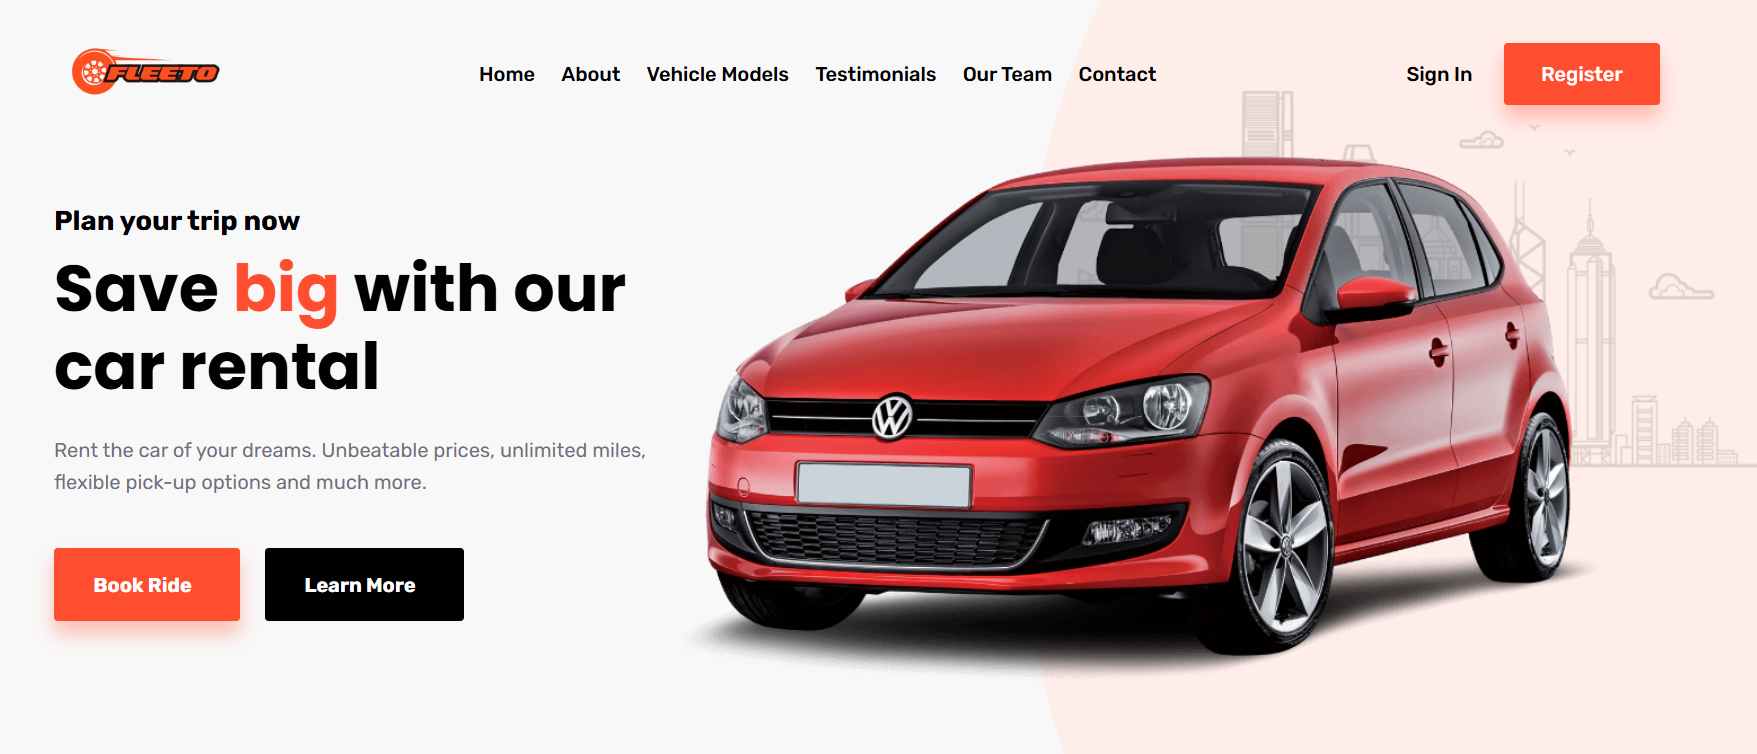 FLEETO
Home About Vehicle Models Testimonials Our Team Contact
Sign In Register
Plan your trip now
Save big with our
car rental
Rent the car of your dreams. Unbeatable prices, unlimited miles,
flexible pick-up options and much more.
Book Ride Learn More